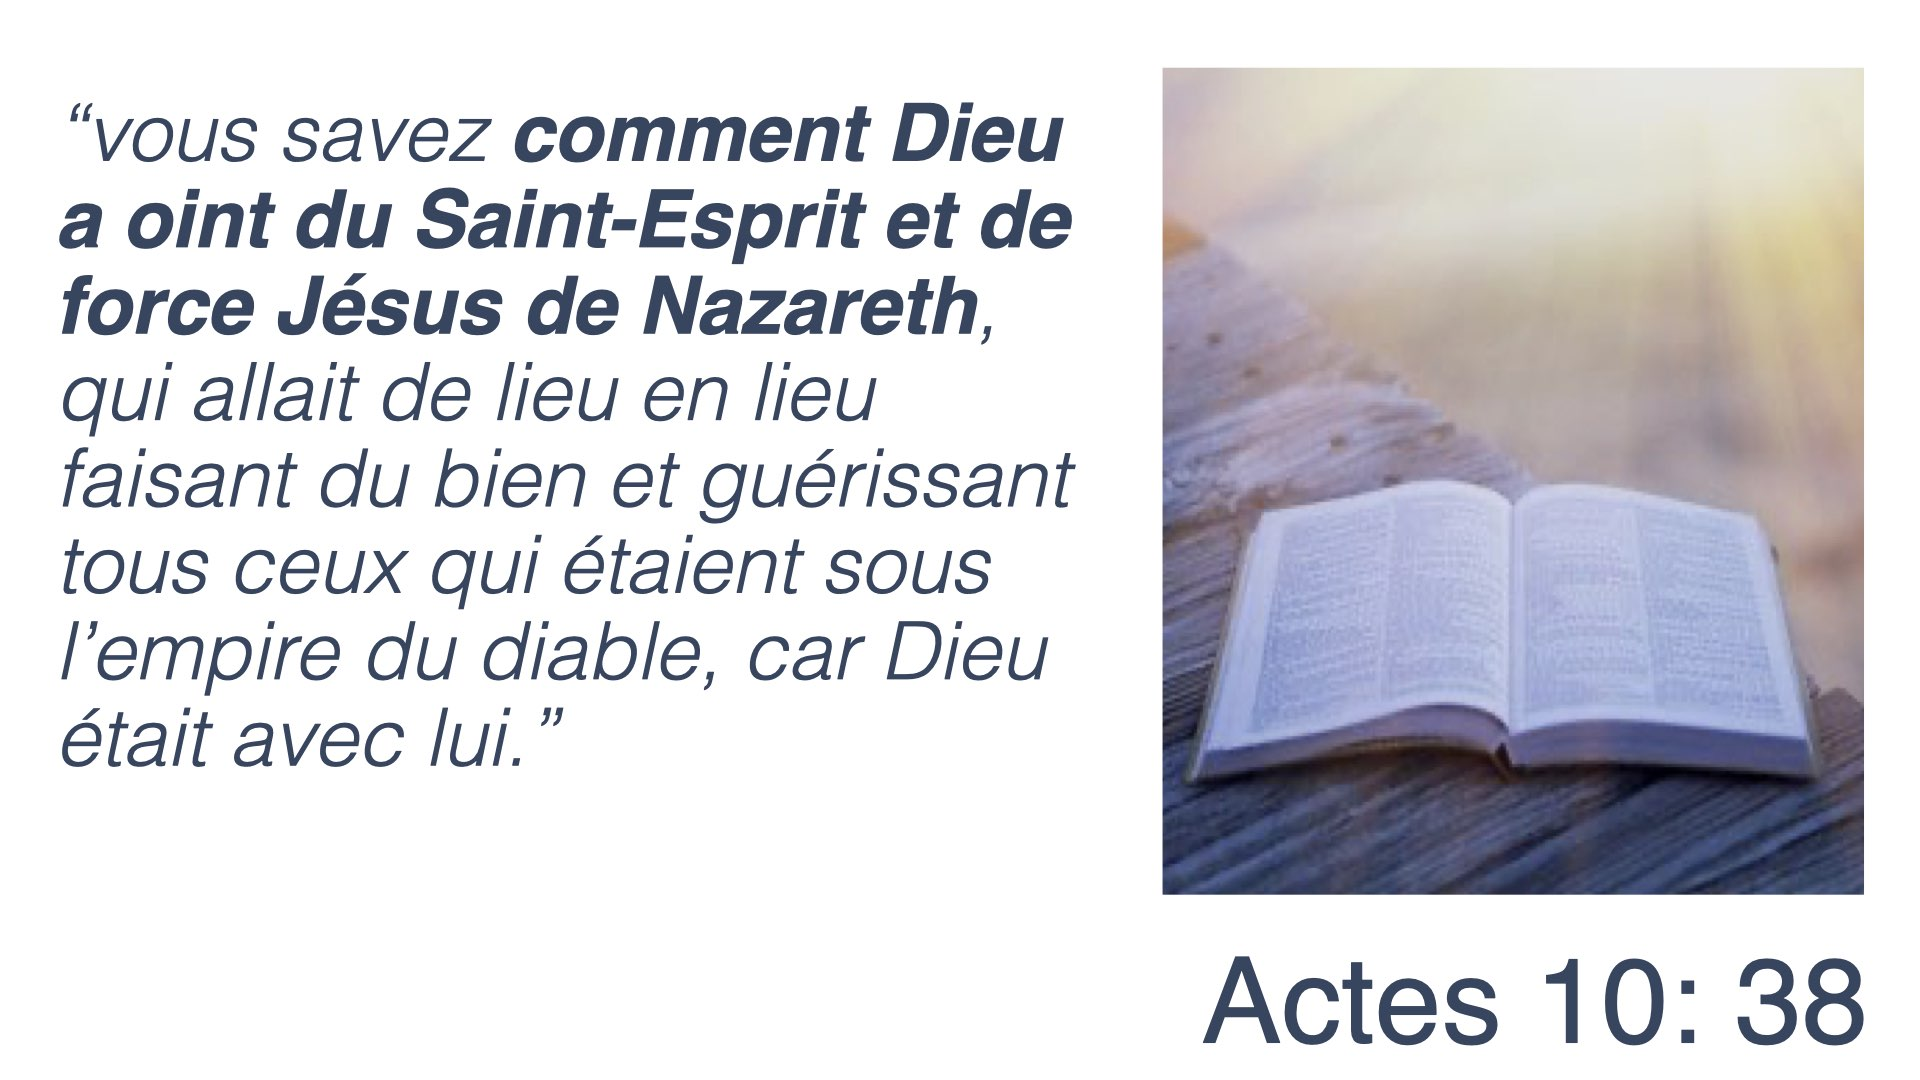 “vous savez comment Dieu
a oint du Saint-Esprit et de
force Jésus de Nazareth,
qui allait de lieu en lieu
faisant du bien et guérissant
tous ceux qui étaient sous
l’empire du diable, car Dieu
était avec lui.”
Actes 10: 38